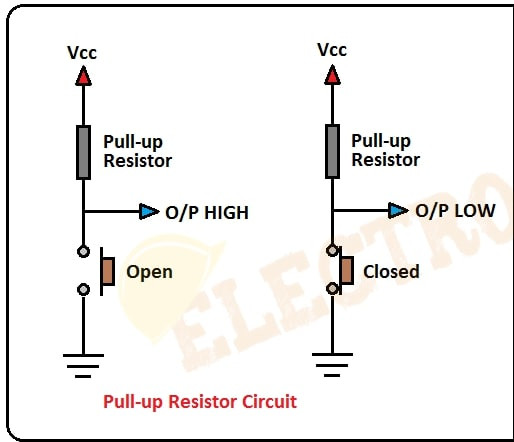 Vcc
Pull-up
Resistor
O/P HIGH
Open
Vcc
Pull-up
Resistor
O/P LOW
Closed
ELECTRO
Pull-up Resistor Circuit